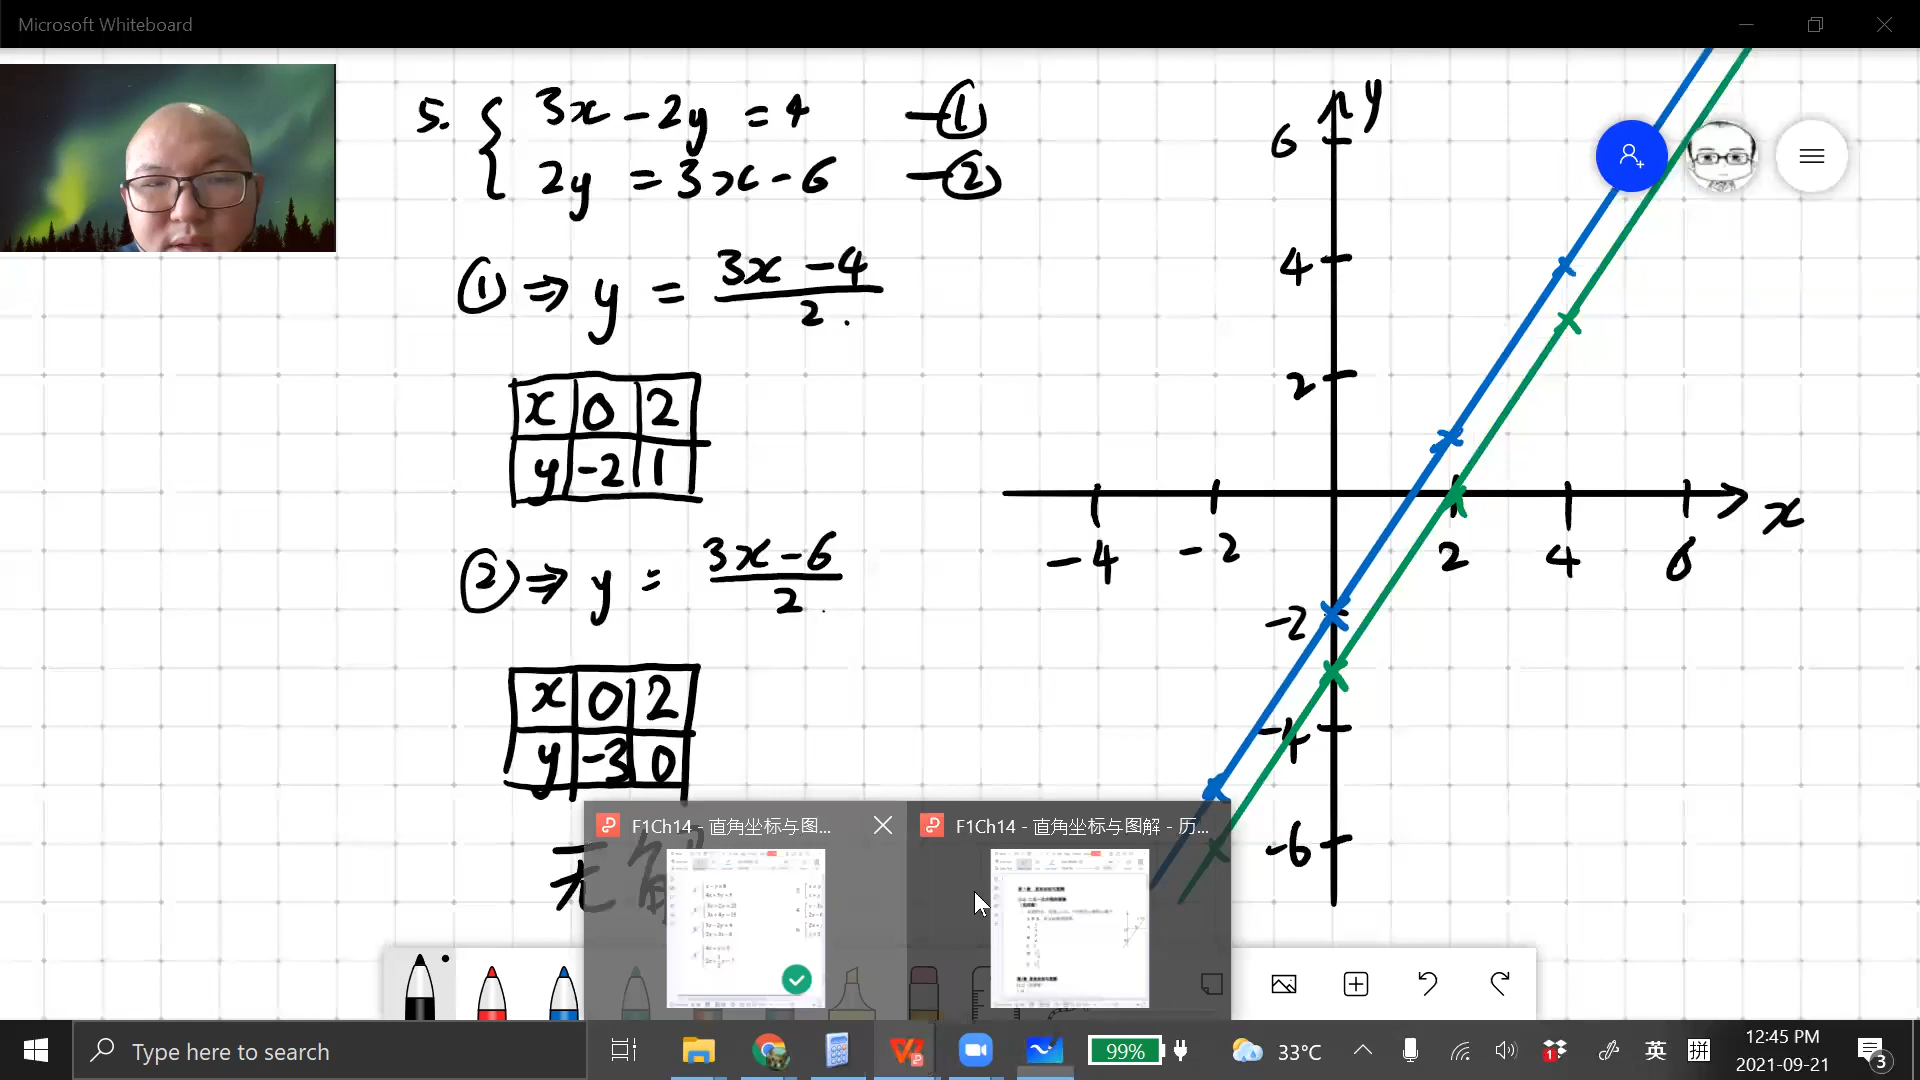 Microsoft Whiteboard
5. { 3x - 2y = 4 —①
2y = 3x - 6 —②
① ⇒ y = (3x - 4)/2
x 0 2
y -2 1
② ⇒ y = (3x - 6)/2
x 0 2
y -3 0
无解
y
6
4
2
-4 -2 2 4 6 x
-2
-4
-6
F1Ch14 - 直角坐标与图...
F1Ch14 - 直角坐标与图解 - 历...
Type here to search
99%
33°C
1
英
拼
12:45 PM
2021-09-21
3